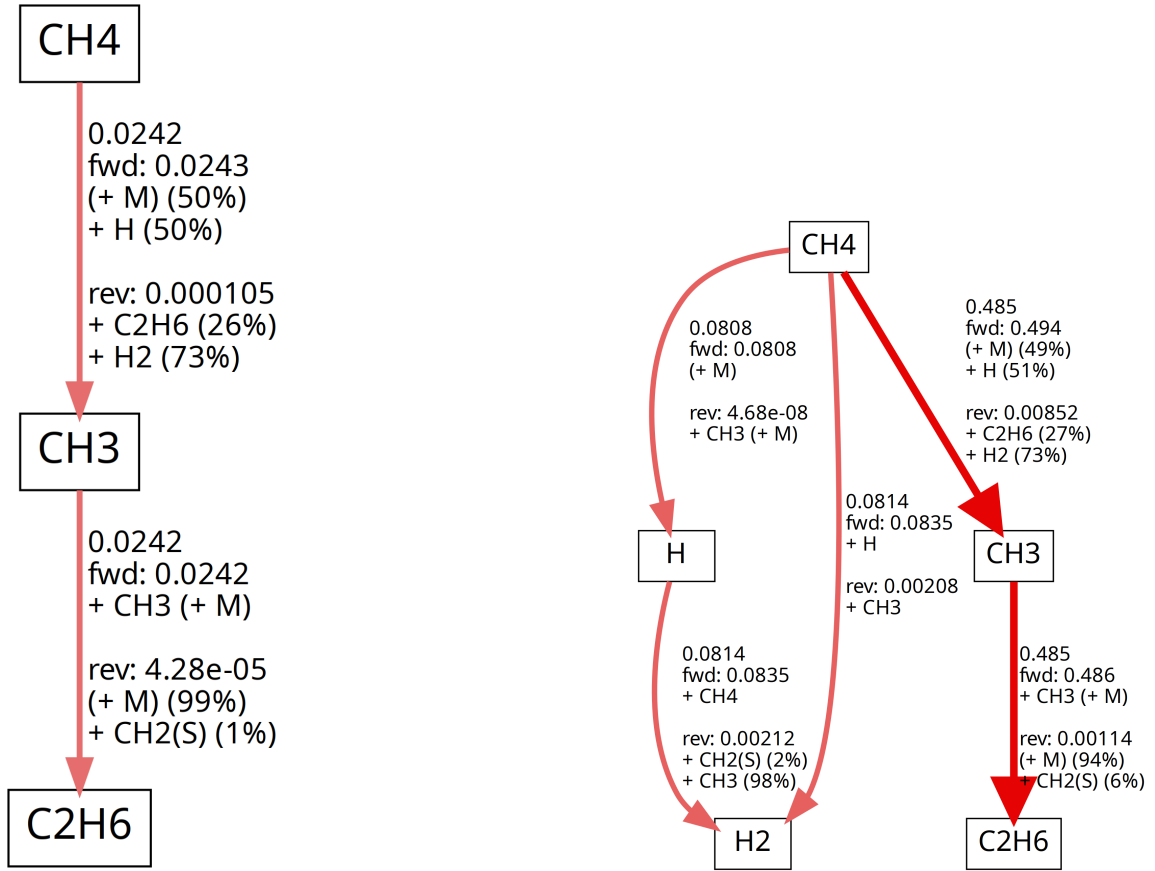 CH4
0.0242
fwd: 0.0243
(+ M) (50%)
+ H (50%)
rev: 0.000105
+ C2H6 (26%)
+ H2 (73%)
CH3
0.0242
fwd: 0.0242
+ CH3 (+ M)
rev: 4.28e-05
(+ M) (99%)
+ CH2(S) (1%)
C2H6
CH4
0.0808
fwd: 0.0808
(+ M)
rev: 4.68e-08
+ CH3 (+ M)
0.485
fwd: 0.494
(+ M) (49%)
+ H (51%)
rev: 0.00852
+ C2H6 (27%)
+ H2 (73%)
0.0814
fwd: 0.0835
+ H
rev: 0.00208
+ CH3
H
CH3
0.0814
fwd: 0.0835
+ CH4
rev: 0.00212
+ CH2(S) (2%)
+ CH3 (98%)
0.485
fwd: 0.486
+ CH3 (+ M)
rev: 0.00114
(+ M) (94%)
+ CH2(S) (6%)
H2
C2H6